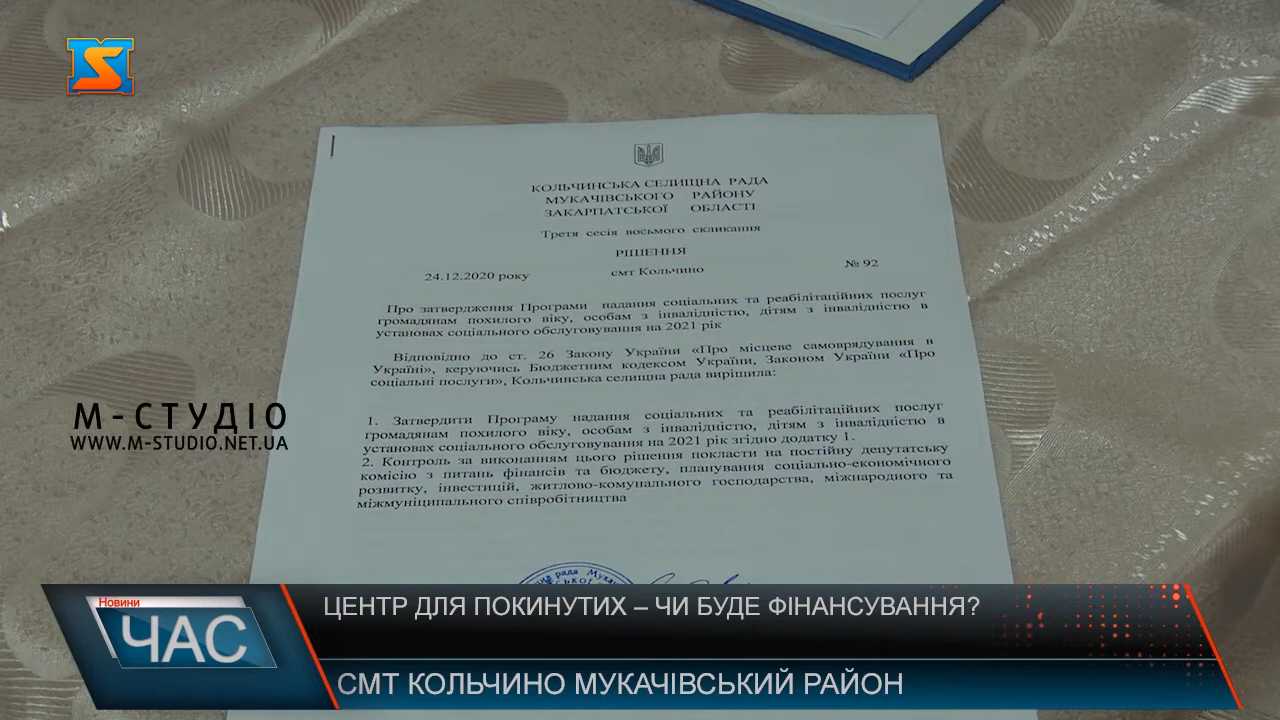 КОЛЬЧИНСЬКА СЕЛИЩНА РАДА
МУКАЧІВСЬКОГО РАЙОНУ
ЗАКАРПАТСЬКОЇ ОБЛАСТІ
Третя сесія восьмого скликання
РІШЕННЯ
24.12.2020 року смт Кольчино № 92
Про затвердження Програми надання соціальних та реабілітаційних послуг
громадянам похилого віку, особам з інвалідністю, дітям з інвалідністю в
установах соціального обслуговування на 2021 рік
Відповідно до ст. 26 Закону України «Про місцеве самоврядування в
Україні», керуючись Бюджетним кодексом України, Законом України «Про
соціальні послуги», Кольчинська селищна рада вирішила:
1. Затвердити Програму надання соціальних та реабілітаційних послуг
громадянам похилого віку, особам з інвалідністю, дітям з інвалідністю в
установах соціального обслуговування на 2021 рік згідно додатку 1.
2. Контроль за виконанням цього рішення покласти на постійну депутатську
комісію з питань фінансів та бюджету, планування соціально-економічного
розвитку, інвестицій, житлово-комунального господарства, міжнародного та
міжмуніципального співробітництва
М-СТУДІО
WWW.M-STUDIO.NET.UA
рада
Новини
ЧАС
ЦЕНТР ДЛЯ ПОКИНУТИХ – ЧИ БУДЕ ФІНАНСУВАННЯ?
СМТ КОЛЬЧИНО МУКАЧІВСЬКИЙ РАЙОН